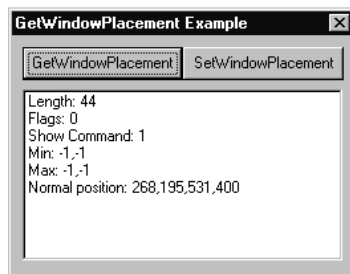 GetWindowPlacement Example
GetWindowPlacement SetWindowPlacement
Length: 44
Flags: 0
Show Command: 1
Min: -1,-1
Max: -1,-1
Normal position: 268,195,531,400